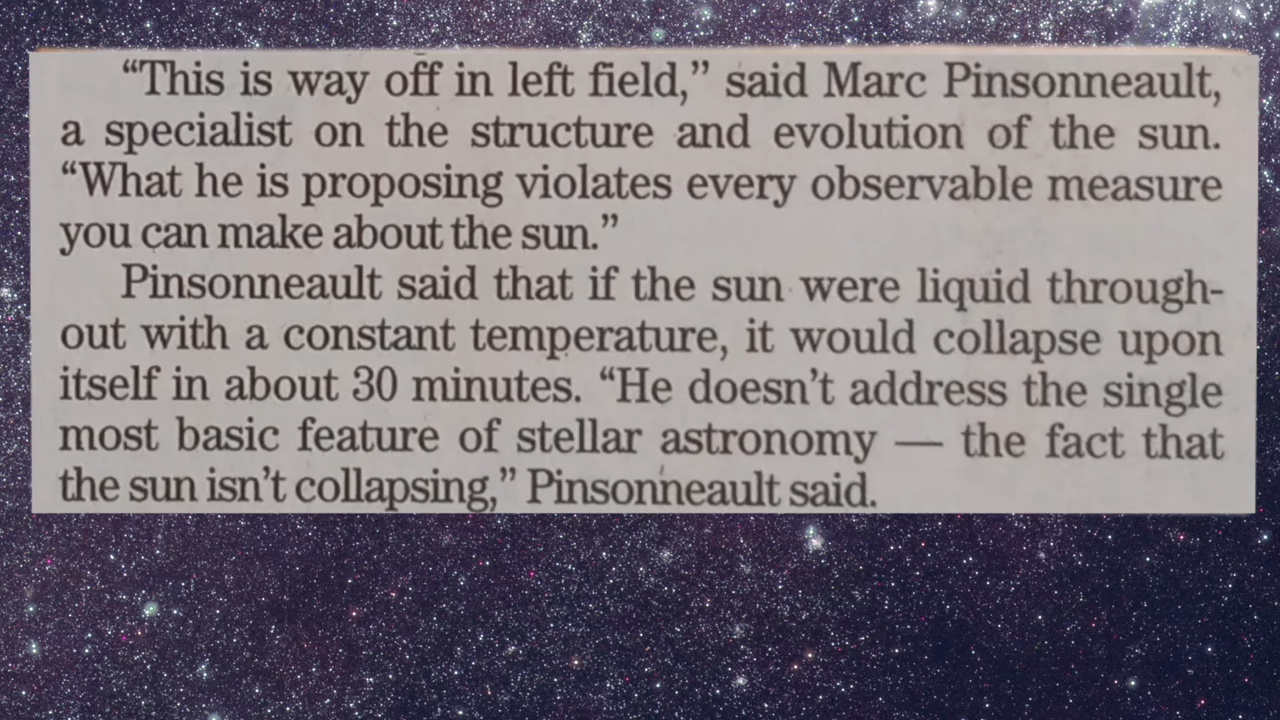 “This is way off in left field,” said Marc Pinsonneault,
a specialist on the structure and evolution of the sun.
“What he is proposing violates every observable measure
you can make about the sun.”
Pinsonneault said that if the sun were liquid through-
out with a constant temperature, it would collapse upon
itself in about 30 minutes. “He doesn’t address the single
most basic feature of stellar astronomy — the fact that
the sun isn’t collapsing,” Pinsonneault said.